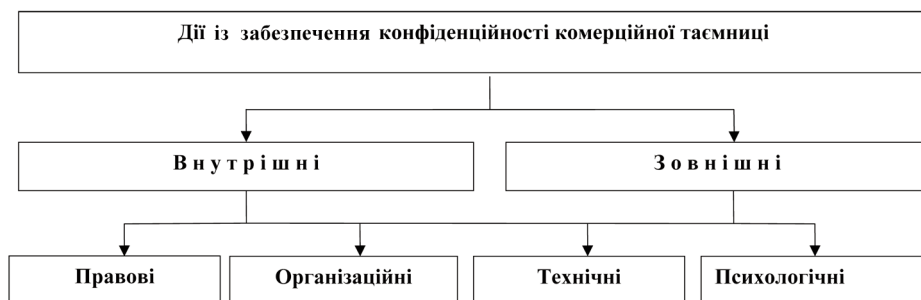 Дії із забезпечення конфіденційності комерційної таємниці
Внутрішні
Зовнішні
Правові
Організаційні
Технічні
Психологічні